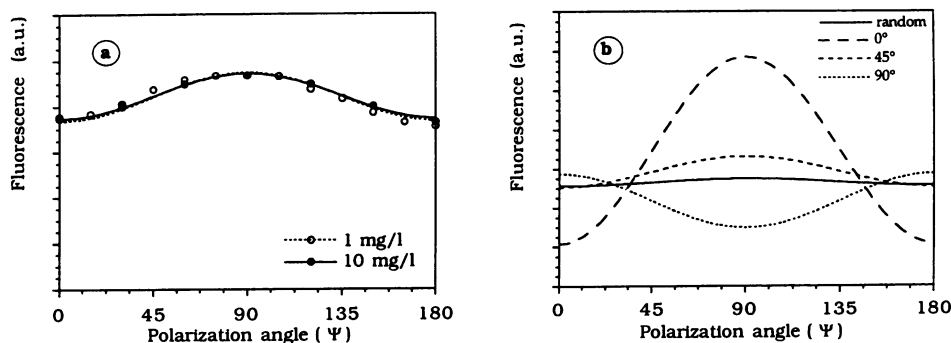 Fluorescence (a.u.)
a
1 mg/l
10 mg/l
0 45 90 135 180
Polarization angle (Ψ)
Fluorescence (a.u.)
b
random
0°
45°
90°
0 45 90 135 180
Polarization angle (Ψ)